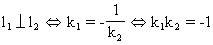 l₁⊥l₂ ⇔ k₁ = -1/k₂ ⇔ k₁k₂ = -1